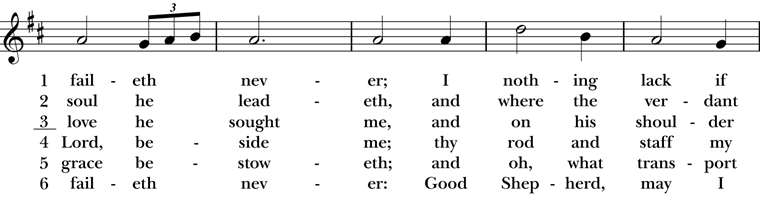 3
1 fail - eth nev - er; I noth - ing lack if
2 soul he lead - eth, and where the ver - dant
3 love he sought me, and on his shoul - der
4 Lord, be - side me; thy rod and staff my
5 grace be - stow - eth; and oh, what trans - port
6 fail - eth nev - er: Good Shep - herd, may I